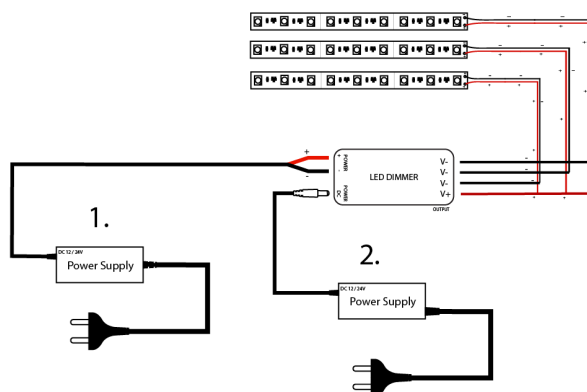 +
-
POWER
+
-
DC
POWER
LED DIMMER
V-
V-
V-
V+
OUTPUT
1.
DC 12 / 24V
Power Supply
2.
DC 12 / 24V
Power Supply